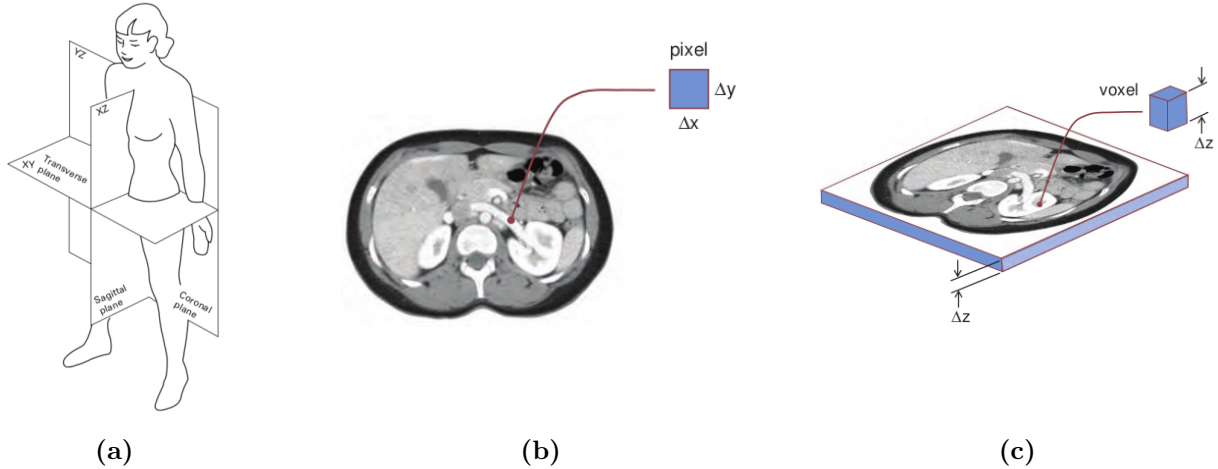 YZ
XZ
Transverse
XY plane
Sagittal
plane
Coronal
plane
(a)
pixel
Δy
Δx
(b)
voxel
Δz
Δz
(c)